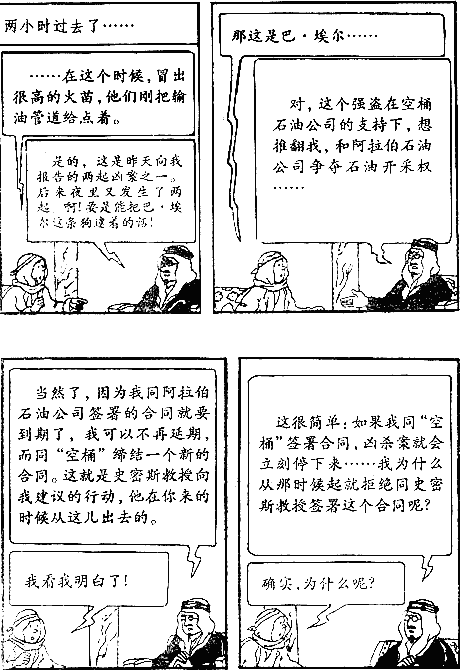 两小时过去了……
……在这个时候，冒出
很高的火苗，他们刚把输
油管道给点着。
是的，这是昨天向我
报告的两起凶案之一。
后来夜里又发生了两
起　啊！要是能把巴·埃
尔这条狗逮着的话！
那这是巴·埃尔……
对，这个强盗在空桶
石油公司的支持下，想
推翻我，和阿拉伯石油
公司争夺石油开采权
……
当然了，因为我同阿拉伯
石油公司签署的合同就要
到期了，我可以不再延期，
而同“空桶”缔结一个新的
合同。这就是史密斯教授向
我建议的行动，他在你来的
时候从这儿出去的。
我看我明白了！
这很简单：如果我同“空
桶”签署合同，凶杀案就会
立刻停下来……我为什么
从那时候起就拒绝同史密
斯教授签署这个合同呢？
确实，为什么呢？